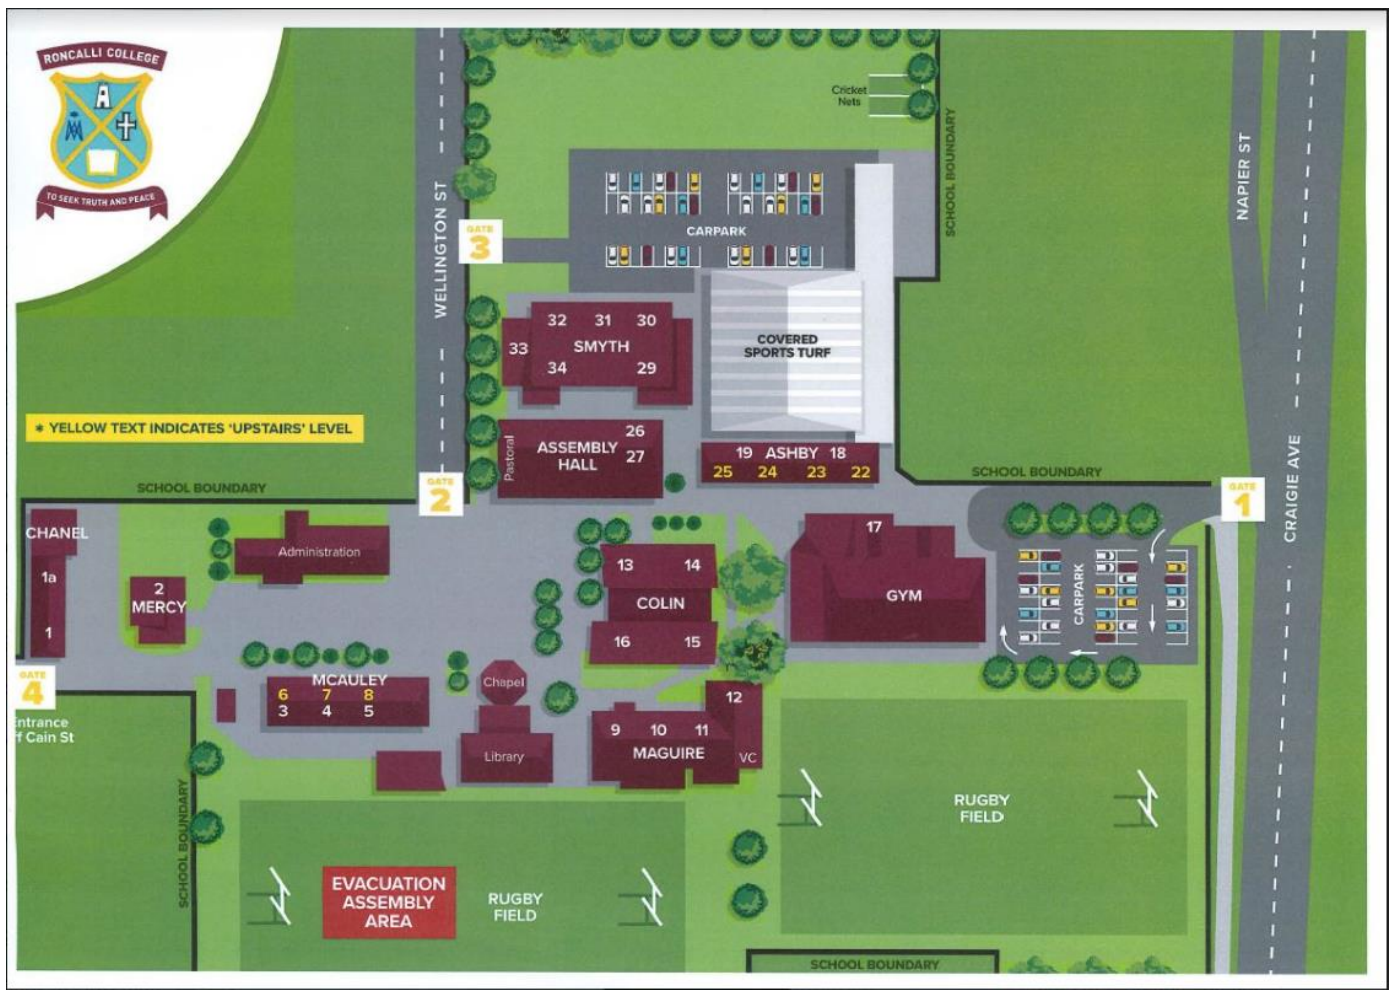 RONCALLI COLLEGE
TO SEEK TRUTH AND PEACE
WELLINGTON ST
Cricket
Nets
SCHOOL BOUNDARY
NAPIER ST
CRAIGIE AVE
GATE
3
CARPARK
32 31 30
33 SMYTH
34 29
COVERED
SPORTS TURF
* YELLOW TEXT INDICATES 'UPSTAIRS' LEVEL
Pastoral
ASSEMBLY
HALL
26
27
19 ASHBY 18
25 24 23 22
SCHOOL BOUNDARY
SCHOOL BOUNDARY
GATE
2
GATE
1
CHANEL
1a
1
2
MERCY
Administration
13 14
COLIN
16 15
17
GYM
CARPARK
GATE
4
Entrance
ff Cain St
MCAULEY
6 7 8
3 4 5
Chapel
Library
9 10 11
MAGUIRE
12
VC
SCHOOL BOUNDARY
RUGBY
FIELD
EVACUATION
ASSEMBLY
AREA
RUGBY
FIELD
SCHOOL BOUNDARY